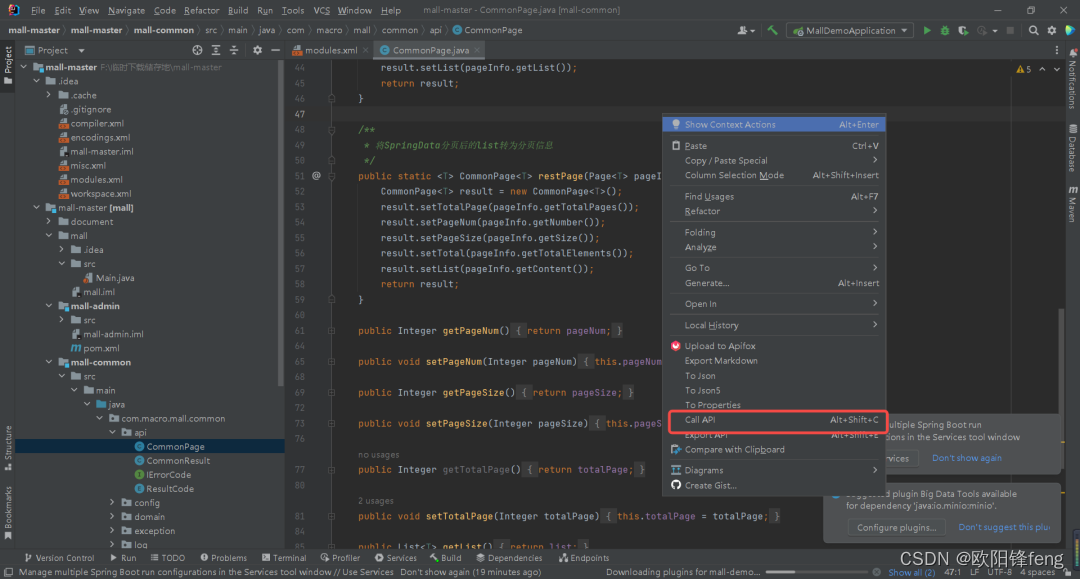 File Edit View Navigate Code Refactor Build Run Tools VCS Window Help mall-master - CommonPage.java [mall-common]
mall-master mall-master mall-common src main java com macro mall common api CommonPage MallDemoApplication
Project
modules.xml CommonPage.java
mall-master F:\临时下载储存地\mall-master
.idea
.cache
.gitignore
compiler.xml
encodings.xml
mall-master.iml
misc.xml
modules.xml
workspace.xml
mall-master [mall]
document
mall
.idea
src
Main.java
mall.iml
mall-admin
src
mall-admin.iml
pom.xml
mall-common
src
main
java
com.macro.mall.common
api
CommonPage
CommonResult
IErrorCode
ResultCode
config
domain
exception
log
Project
Structure
Bookmarks
5
44 result.setList(pageInfo.getList());
45 return result;
46 }
47
48 /**
49 * 将SpringData分页后的list转为分页信息
50 */
51 @ public static <T> CommonPage<T> restPage(Page<T> pageI
52 CommonPage<T> result = new CommonPage<T>();
53 result.setTotalPage(pageInfo.getTotalPages());
54 result.setPageNum(pageInfo.getNumber());
55 result.setPageSize(pageInfo.getSize());
56 result.setTotal(pageInfo.getTotalElements());
57 result.setList(pageInfo.getContent());
58 return result;
59 }
60
61 public Integer getPageNum() { return pageNum; }
64
65 public void setPageNum(Integer pageNum) { this.pageNum
68
69 public Integer getPageSize() { return pageSize; }
72
73 public void setPageSize(Integer pageSize) { this.pageS
76
no usages
77 public Integer getTotalPage() { return totalPage; }
80
2 usages
81 public void setTotalPage(Integer totalPage) { this.totalPage = totalPage; }
84
85 public List<T> getList() { return list; }
Show Context Actions Alt+Enter
Paste Ctrl+V
Copy / Paste Special
Column Selection Mode Alt+Shift+Insert
Find Usages Alt+F7
Refactor
Folding
Analyze
Go To
Generate... Alt+Insert
Open In
Local History
Upload to Apifox
Export Markdown
To Json
To Json5
To Properties
Call API Alt+Shift+C
Export API Alt+Shift+E
Compare with Clipboard
Diagrams
Create Gist...
Notifications
Database
m Maven
ultiple Spring Boot run
ions in the Services tool window
vices Don't show again
Suggested plugin Big Data Tools available
for dependency 'java:io.minio:minio'.
Configure plugins... Don't suggest this plu
Version Control Run TODO Problems Terminal Profiler Services Build Dependencies Endpoints
Manage multiple Spring Boot run configurations in the Services tool window // Use Services Don't show again (19 minutes ago) Downloading plugins for mall-demo... Show all (2) 47:1 LF UTF-8 4 spaces
CSDN @欧阳锋feng